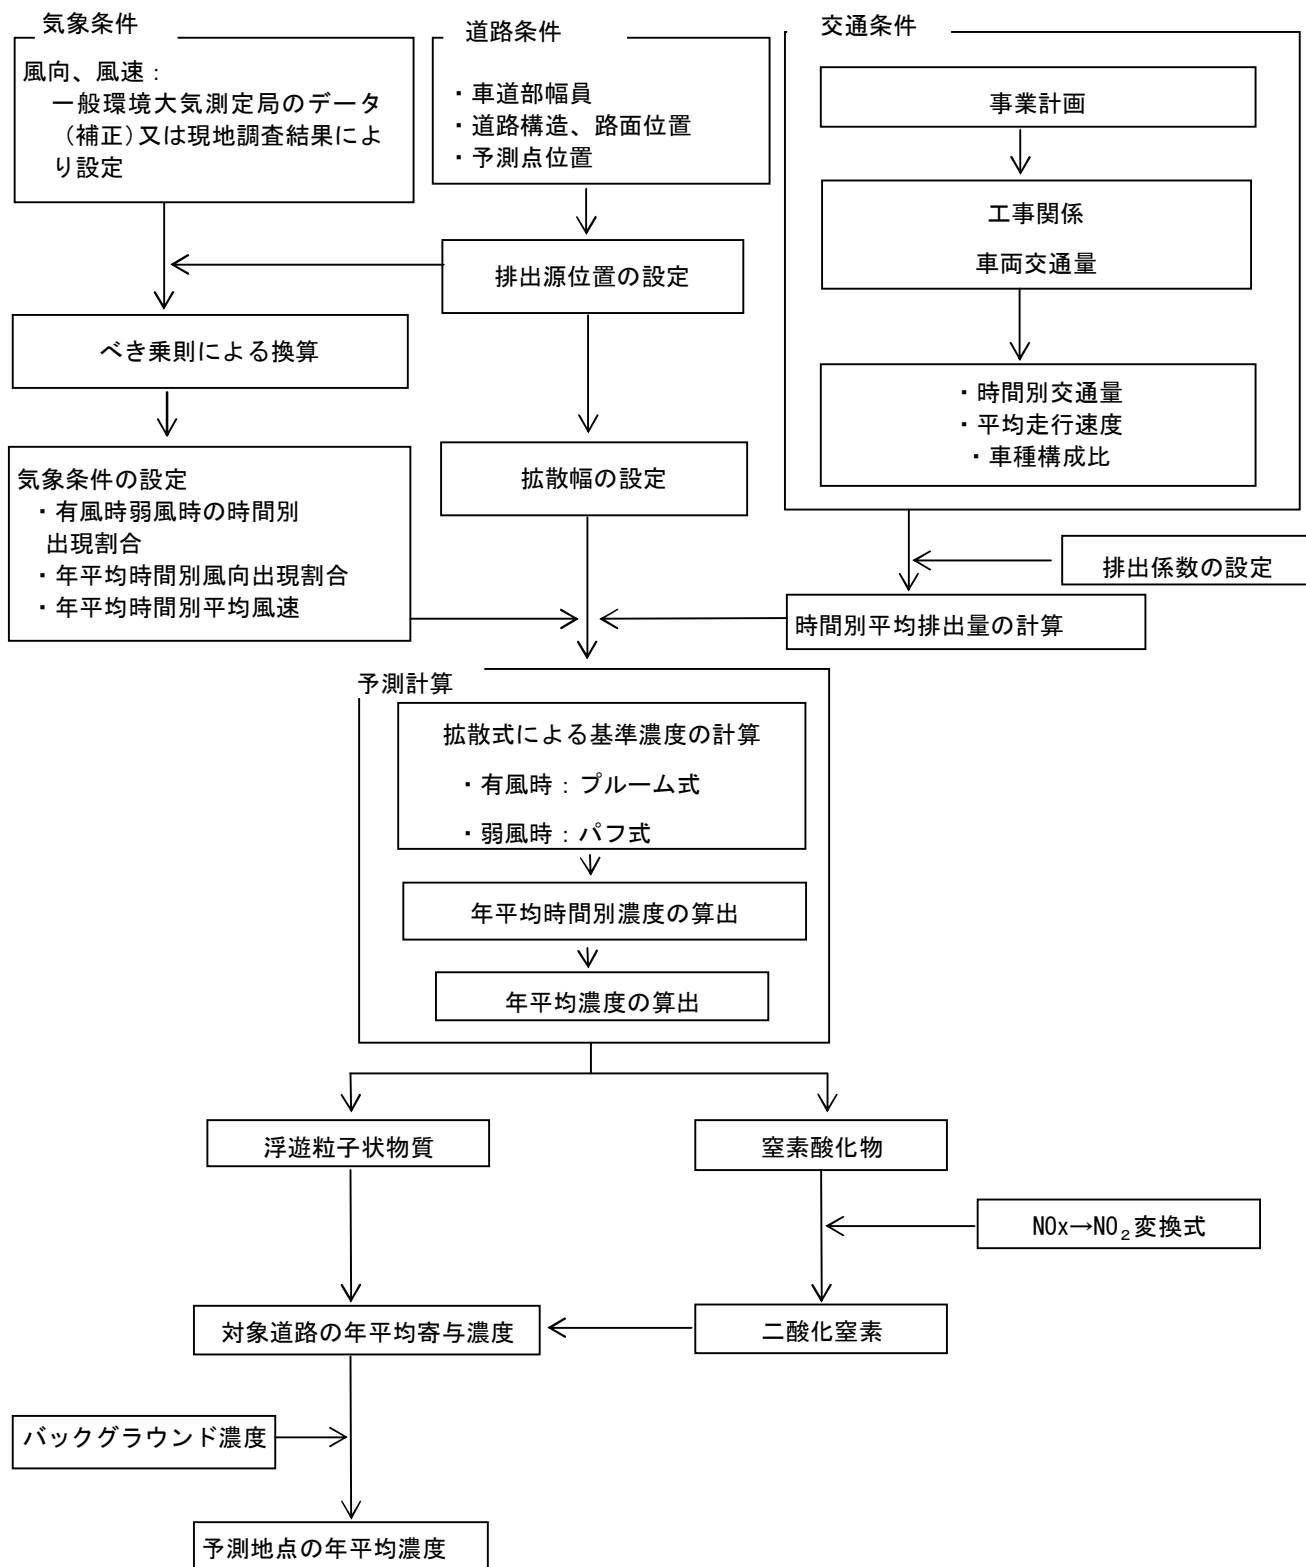 気象条件
風向、風速：
一般環境大気測定局のデータ
（補正）又は現地調査結果によ
り設定
道路条件
・車道部幅員
・道路構造、路面位置
・予測点位置
交通条件
事業計画
工事関係
車両交通量
排出源位置の設定
べき乗則による換算
・時間別交通量
・平均走行速度
・車種構成比
気象条件の設定
・有風時弱風時の時間別
出現割合
・年平均時間別風向出現割合
・年平均時間別平均風速
拡散幅の設定
排出係数の設定
時間別平均排出量の計算
予測計算
拡散式による基準濃度の計算
・有風時：プルーム式
・弱風時：パフ式
年平均時間別濃度の算出
年平均濃度の算出
浮遊粒子状物質
窒素酸化物
NOx→NO₂変換式
対象道路の年平均寄与濃度
二酸化窒素
バックグラウンド濃度
予測地点の年平均濃度